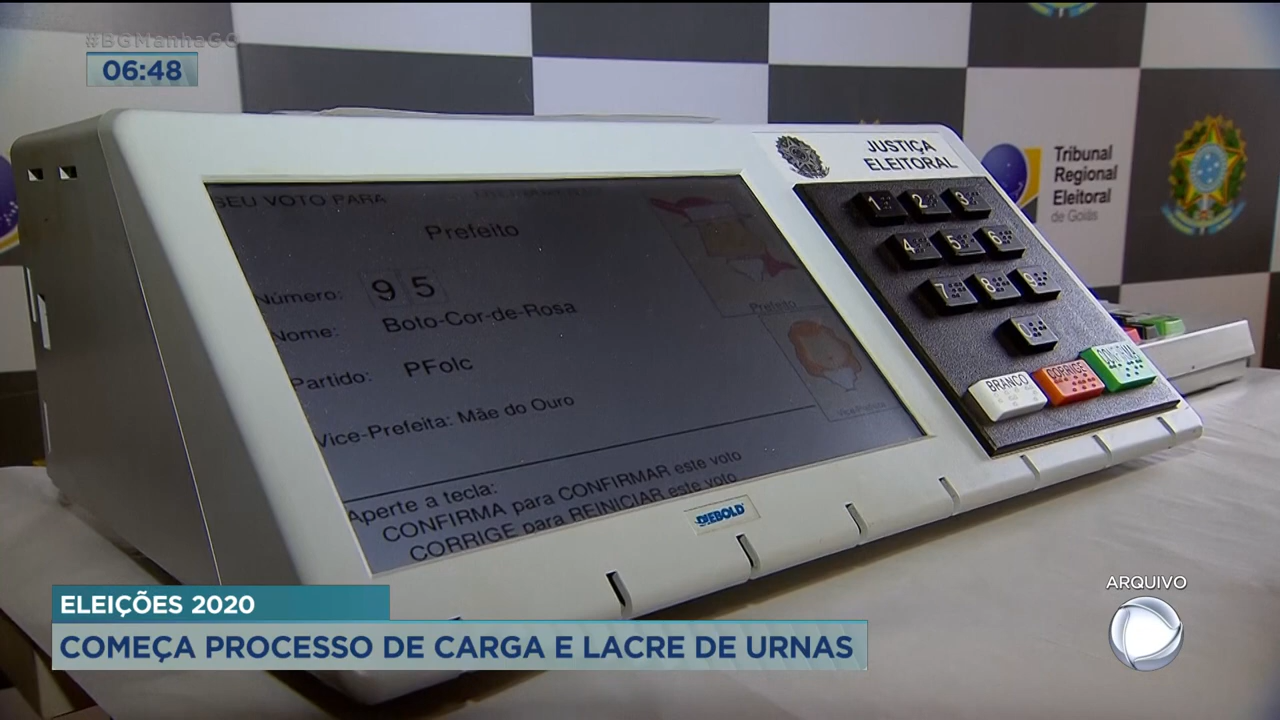 #BGManhaGO
06:48
JUSTIÇA
ELEITORAL
Tribunal
Regional
Eleitoral
de Goiás
SEU VOTO PARA
Prefeito
Número: 9 5
Nome: Boto-Cor-de-Rosa
Partido: PFolc
Vice-Prefeita: Mãe do Ouro
Prefeito
Vice-Prefeita
Aperte a tecla:
CONFIRMA para CONFIRMAR este voto
CORRIGE para REINICIAR este voto
1 2 3
4 5 6
7 8 9
0
BRANCO CORRIGE CONFIRMA
DIEBOLD
ARQUIVO
ELEIÇÕES 2020
COMEÇA PROCESSO DE CARGA E LACRE DE URNAS